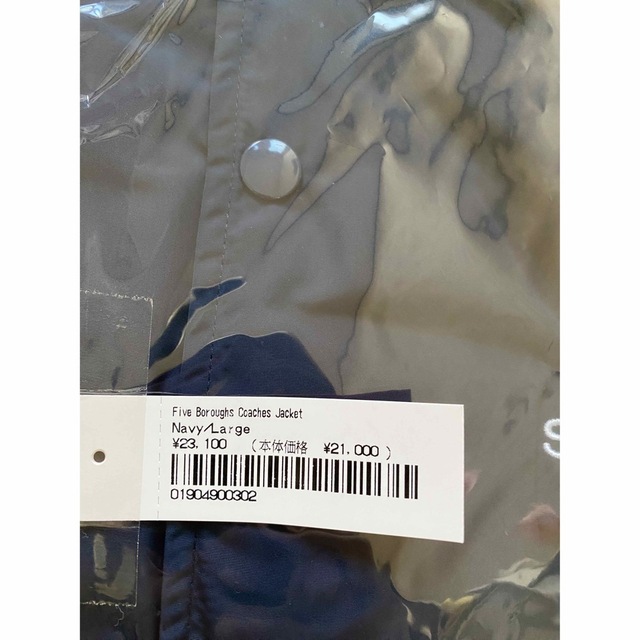 Five Boroughs Coaches Jacket
Navy/Large
¥23,100 (本体価格 ¥21,000)
01904900302
S